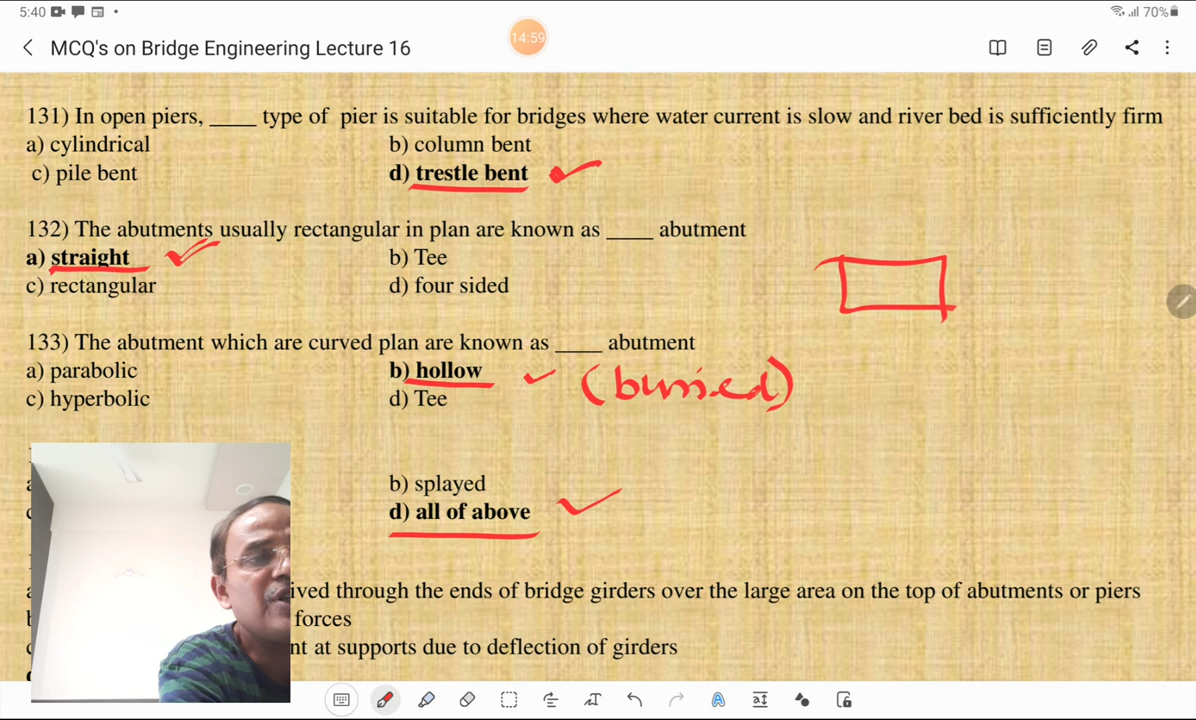 5:40
14:59
70%
MCQ's on Bridge Engineering Lecture 16
131) In open piers, ____ type of pier is suitable for bridges where water current is slow and river bed is sufficiently firm
a) cylindrical b) column bent
c) pile bent d) trestle bent
132) The abutments usually rectangular in plan are known as ____ abutment
a) straight b) Tee
c) rectangular d) four sided
133) The abutment which are curved plan are known as ____ abutment
a) parabolic b) hollow (burried)
c) hyperbolic d) Tee
b) splayed
d) all of above
ived through the ends of bridge girders over the large area on the top of abutments or piers
forces
nt at supports due to deflection of girders